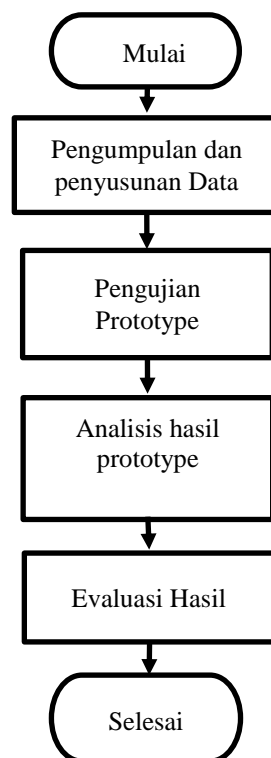 Mulai
Pengumpulan dan
penyusunan Data
Pengujian
Prototype
Analisis hasil
prototype
Evaluasi Hasil
Selesai